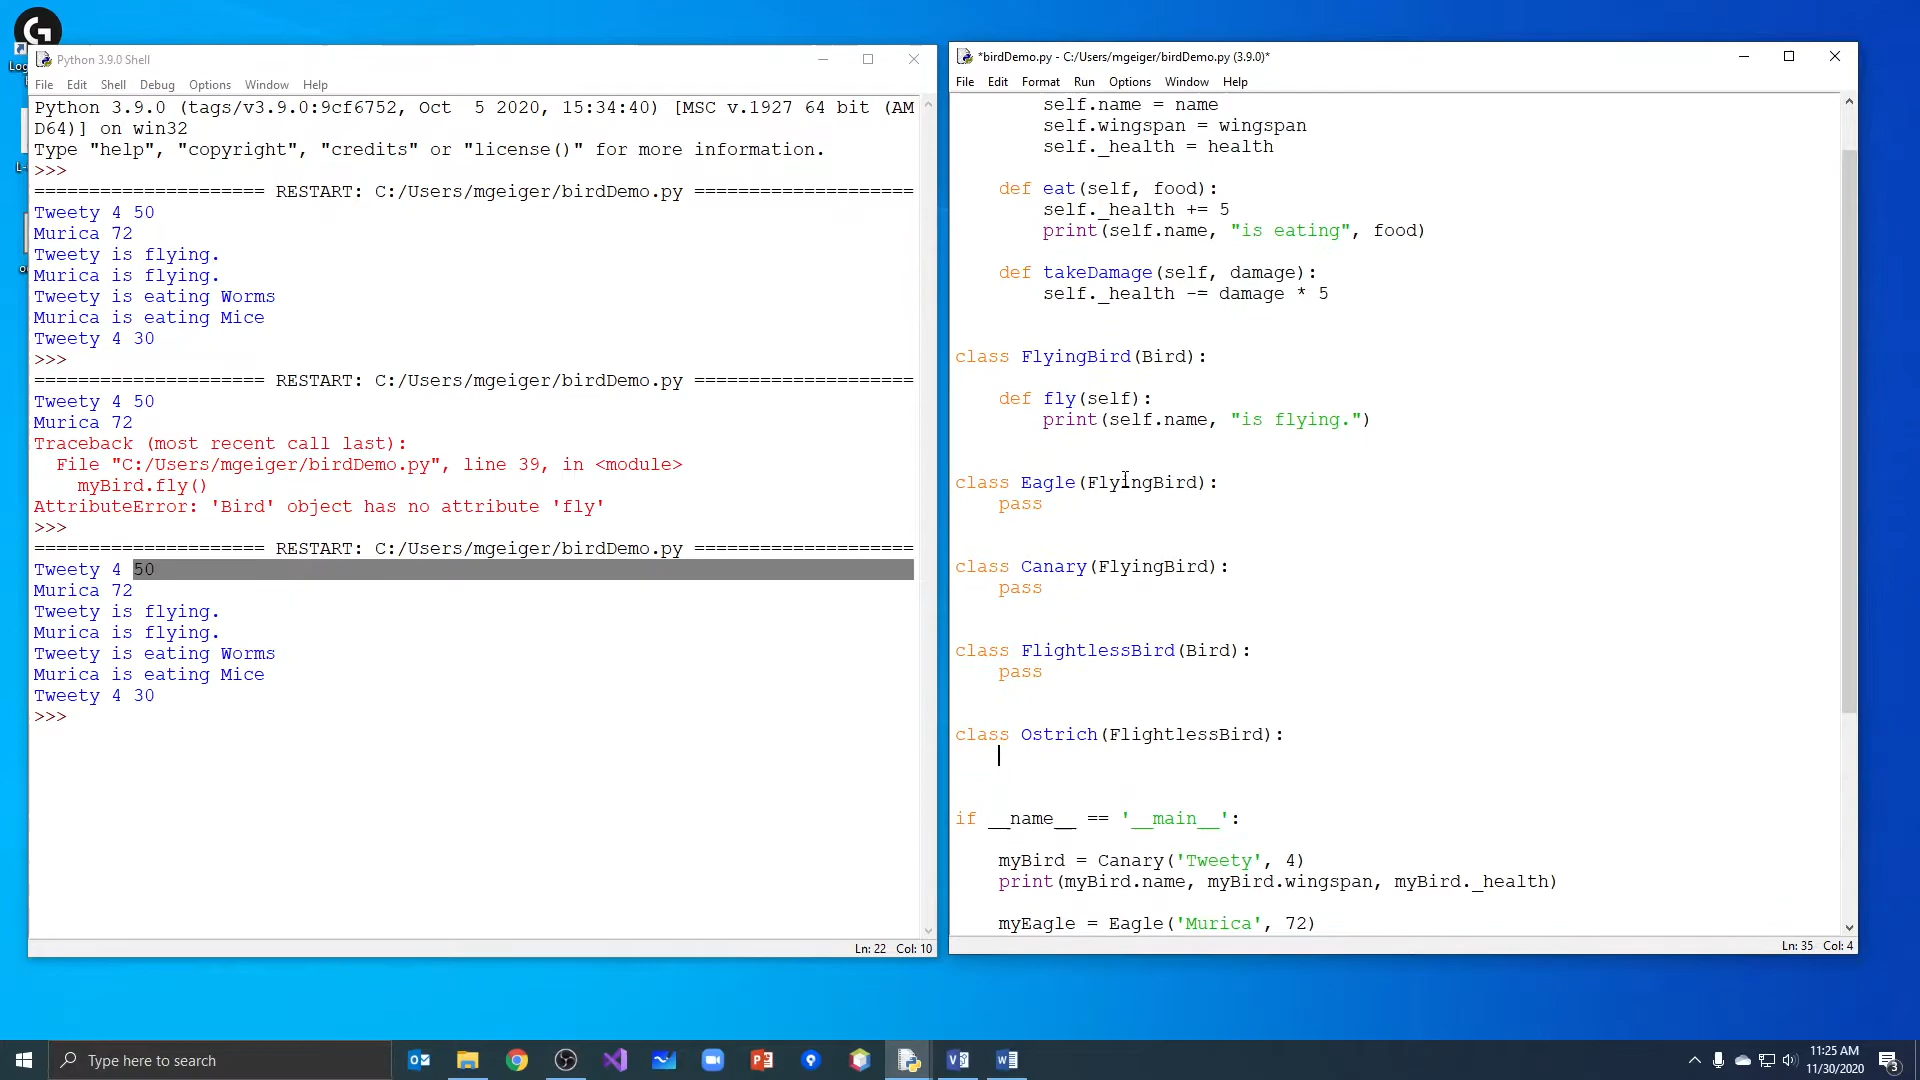 Python 3.9.0 Shell
File Edit Shell Debug Options Window Help
Python 3.9.0 (tags/v3.9.0:9cf6752, Oct  5 2020, 15:34:40) [MSC v.1927 64 bit (AM
D64)] on win32
Type "help", "copyright", "credits" or "license()" for more information.
>>>
===================== RESTART: C:/Users/mgeiger/birdDemo.py ====================
Tweety 4 50
Murica 72
Tweety is flying.
Murica is flying.
Tweety is eating Worms
Murica is eating Mice
Tweety 4 30
>>>
===================== RESTART: C:/Users/mgeiger/birdDemo.py ====================
Tweety 4 50
Murica 72
Traceback (most recent call last):
  File "C:/Users/mgeiger/birdDemo.py", line 39, in <module>
    myBird.fly()
AttributeError: 'Bird' object has no attribute 'fly'
>>>
===================== RESTART: C:/Users/mgeiger/birdDemo.py ====================
Tweety 4 50
Murica 72
Tweety is flying.
Murica is flying.
Tweety is eating Worms
Murica is eating Mice
Tweety 4 30
>>>
Ln: 22 Col: 10
*birdDemo.py - C:/Users/mgeiger/birdDemo.py (3.9.0)*
File Edit Format Run Options Window Help
        self.name = name
        self.wingspan = wingspan
        self._health = health
    def eat(self, food):
        self._health += 5
        print(self.name, "is eating", food)
    def takeDamage(self, damage):
        self._health -= damage * 5
class FlyingBird(Bird):
    def fly(self):
        print(self.name, "is flying.")
class Eagle(FlyingBird):
    pass
class Canary(FlyingBird):
    pass
class FlightlessBird(Bird):
    pass
class Ostrich(FlightlessBird):
if __name__ == '__main__':
    myBird = Canary('Tweety', 4)
    print(myBird.name, myBird.wingspan, myBird._health)
    myEagle = Eagle('Murica', 72)
Ln: 35 Col: 4
Type here to search
11:25 AM
11/30/2020
3